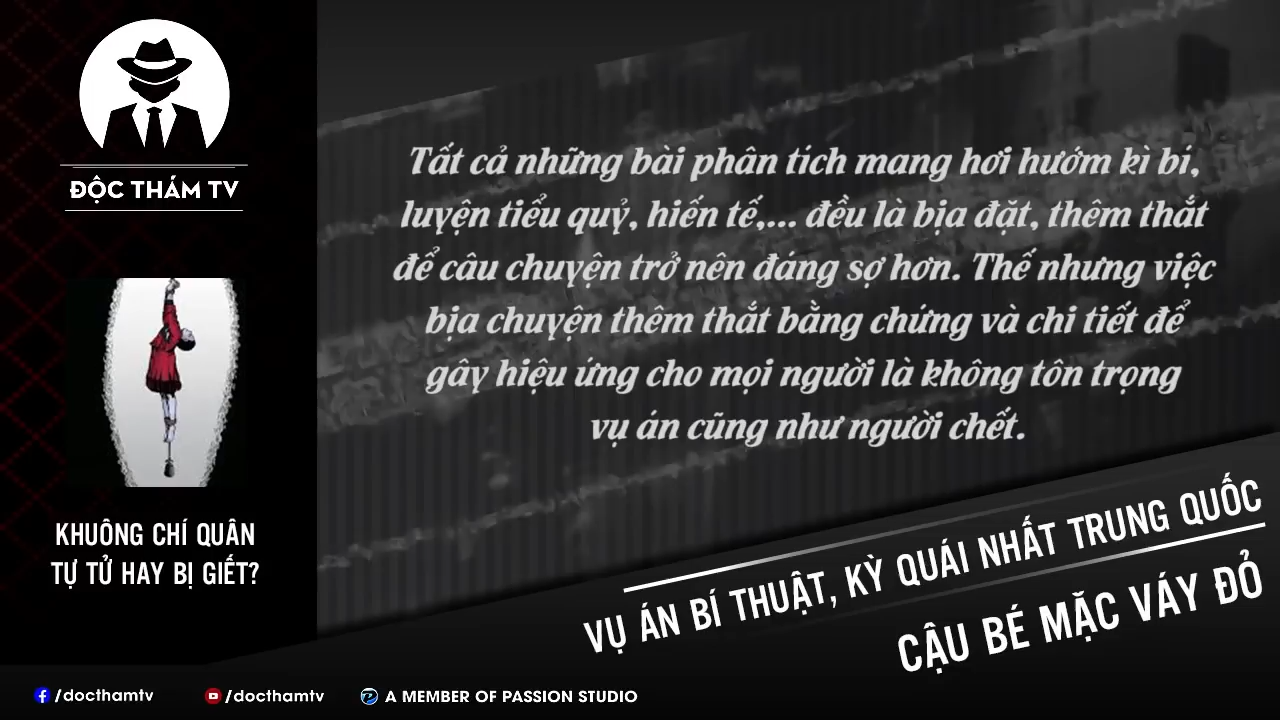 ĐỘC THÁM TV
KHUÔNG CHÍ QUÂN
TỰ TỬ HAY BỊ GIẾT?
Tất cả những bài phân tích mang hơi hướm kì bí,
luyện tiểu quỷ, hiến tế,... đều là bịa đặt, thêm thắt
để câu chuyện trở nên đáng sợ hơn. Thế nhưng việc
bịa chuyện thêm thắt bằng chứng và chi tiết để
gây hiệu ứng cho mọi người là không tôn trọng
vụ án cũng như người chết.
VỤ ÁN BÍ THUẬT, KỲ QUÁI NHẤT TRUNG QUỐC
CẬU BÉ MẶC VÁY ĐỎ
/docthamtv
/docthamtv
A MEMBER OF PASSION STUDIO